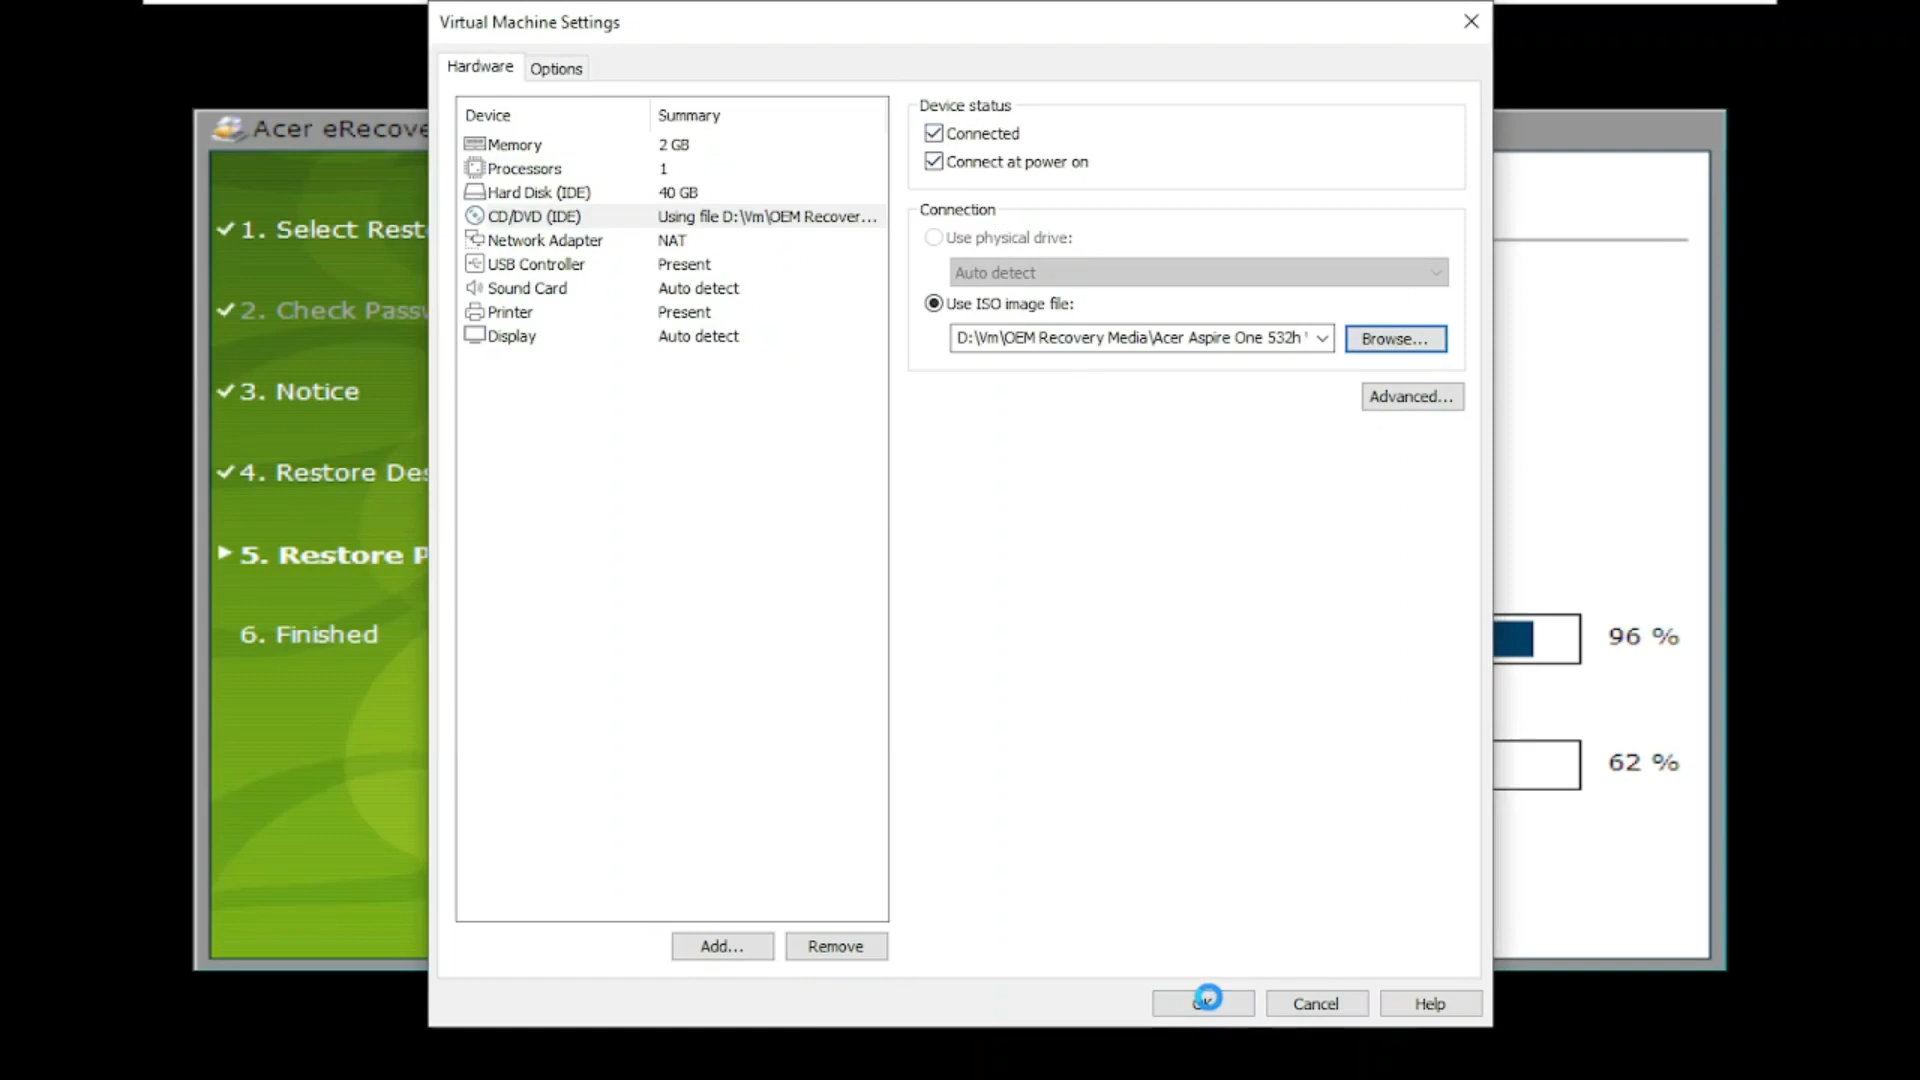 Virtual Machine Settings
Hardware
Options
Device Summary
Memory 2 GB
Processors 1
Hard Disk (IDE) 40 GB
CD/DVD (IDE) Using file D:\Vm\OEM Recover...
Network Adapter NAT
USB Controller Present
Sound Card Auto detect
Printer Present
Display Auto detect
Add...
Remove
Device status
Connected
Connect at power on
Connection
Use physical drive:
Auto detect
Use ISO image file:
D:\Vm\OEM Recovery Media\Acer Aspire One 532h
Browse...
Advanced...
OK
Cancel
Help
Acer eRecove
1. Select Rest
2. Check Passw
3. Notice
4. Restore Des
5. Restore P
6. Finished
96 %
62 %